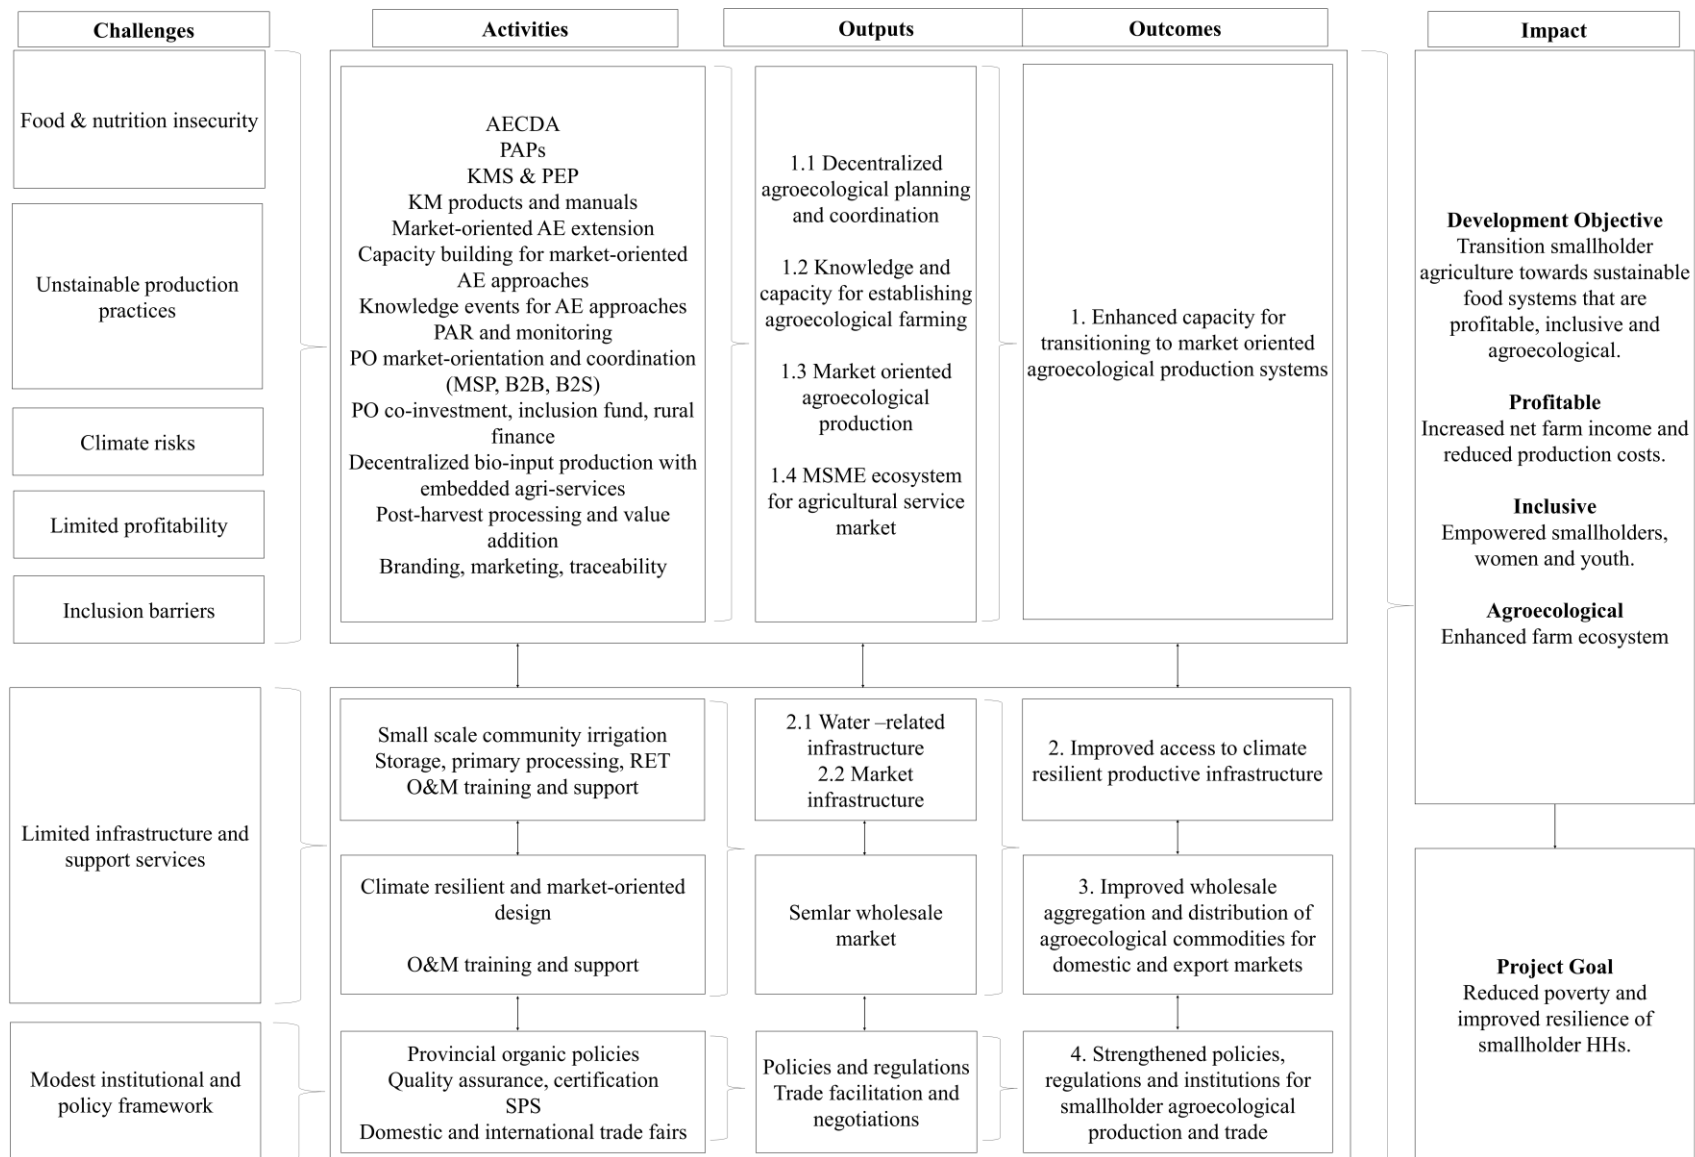 Challenges
Activities
Outputs
Outcomes
Impact
Food & nutrition insecurity
Unstainable production
practices
Climate risks
Limited profitability
Inclusion barriers
AECDA
PAPs
KMS & PEP
KM products and manuals
Market-oriented AE extension
Capacity building for market-oriented
AE approaches
Knowledge events for AE approaches
PAR and monitoring
PO market-orientation and coordination
(MSP, B2B, B2S)
PO co-investment, inclusion fund, rural
finance
Decentralized bio-input production with
embedded agri-services
Post-harvest processing and value
addition
Branding, marketing, traceability
1.1 Decentralized
agroecological planning
and coordination
1.2 Knowledge and
capacity for establishing
agroecological farming
1.3 Market oriented
agroecological
production
1.4 MSME ecosystem
for agricultural service
market
1. Enhanced capacity for
transitioning to market oriented
agroecological production systems
Development Objective
Transition smallholder
agriculture towards sustainable
food systems that are
profitable, inclusive and
agroecological.
Profitable
Increased net farm income and
reduced production costs.
Inclusive
Empowered smallholders,
women and youth.
Agroecological
Enhanced farm ecosystem
Limited infrastructure and
support services
Small scale community irrigation
Storage, primary processing, RET
O&M training and support
2.1 Water –related
infrastructure
2.2 Market
infrastructure
2. Improved access to climate
resilient productive infrastructure
Climate resilient and market-oriented
design
O&M training and support
Semlar wholesale
market
3. Improved wholesale
aggregation and distribution of
agroecological commodities for
domestic and export markets
Project Goal
Reduced poverty and
improved resilience of
smallholder HHs.
Modest institutional and
policy framework
Provincial organic policies
Quality assurance, certification
SPS
Domestic and international trade fairs
Policies and regulations
Trade facilitation and
negotiations
4. Strengthened policies,
regulations and institutions for
smallholder agroecological
production and trade